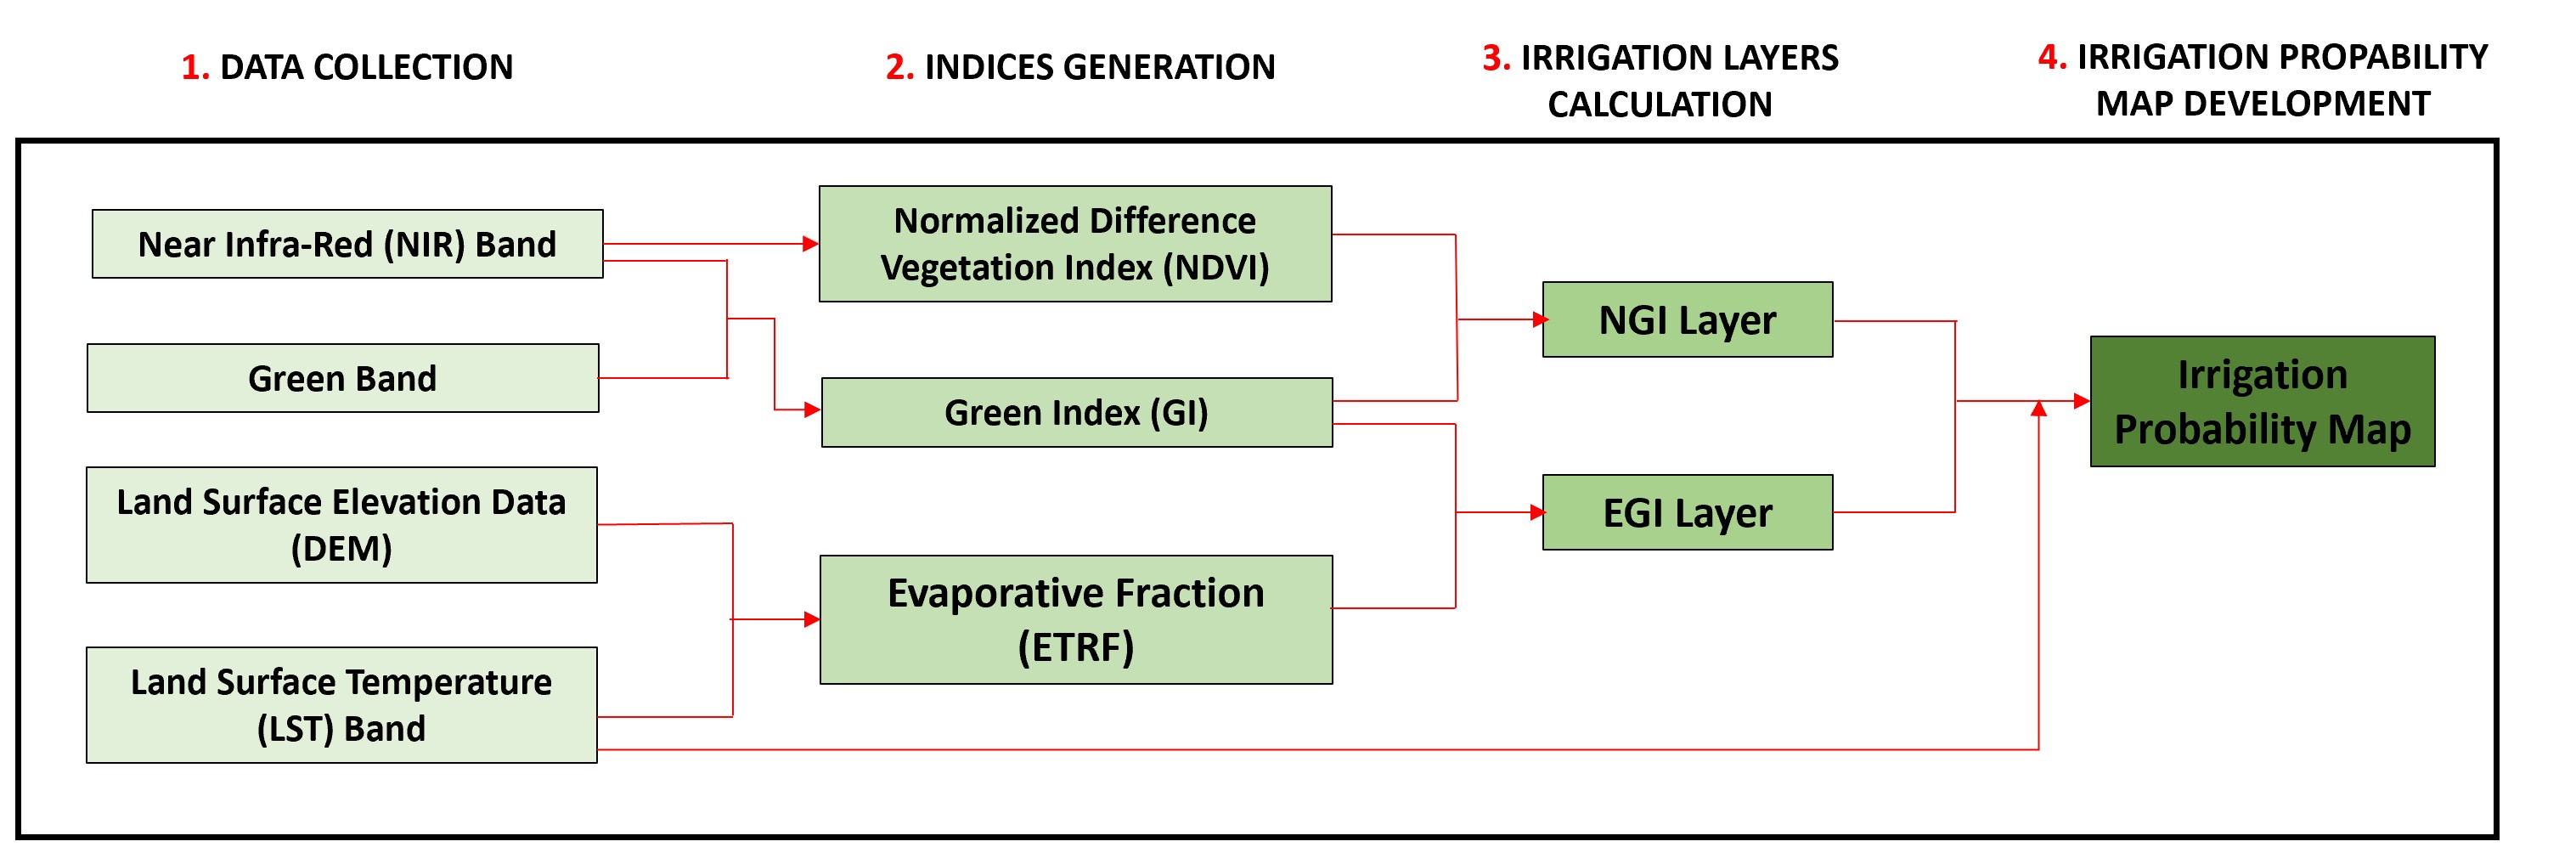 1. DATA COLLECTION
2. INDICES GENERATION
3. IRRIGATION LAYERS
CALCULATION
4. IRRIGATION PROPABILITY
MAP DEVELOPMENT
Near Infra-Red (NIR) Band
Green Band
Land Surface Elevation Data
(DEM)
Land Surface Temperature
(LST) Band
Normalized Difference
Vegetation Index (NDVI)
Green Index (GI)
Evaporative Fraction
(ETRF)
NGI Layer
EGI Layer
Irrigation
Probability Map